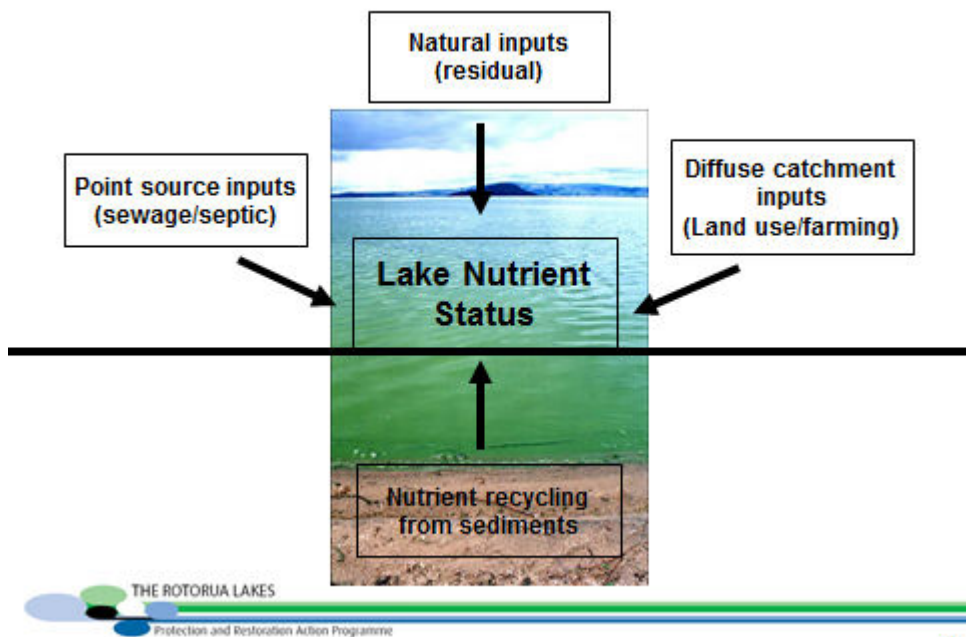 Natural inputs
(residual)
Point source inputs
(sewage/septic)
Diffuse catchment
inputs
(Land use/farming)
Lake Nutrient
Status
Nutrient recycling
from sediments
THE ROTORUA LAKES
Protection and Restoration Action Programme